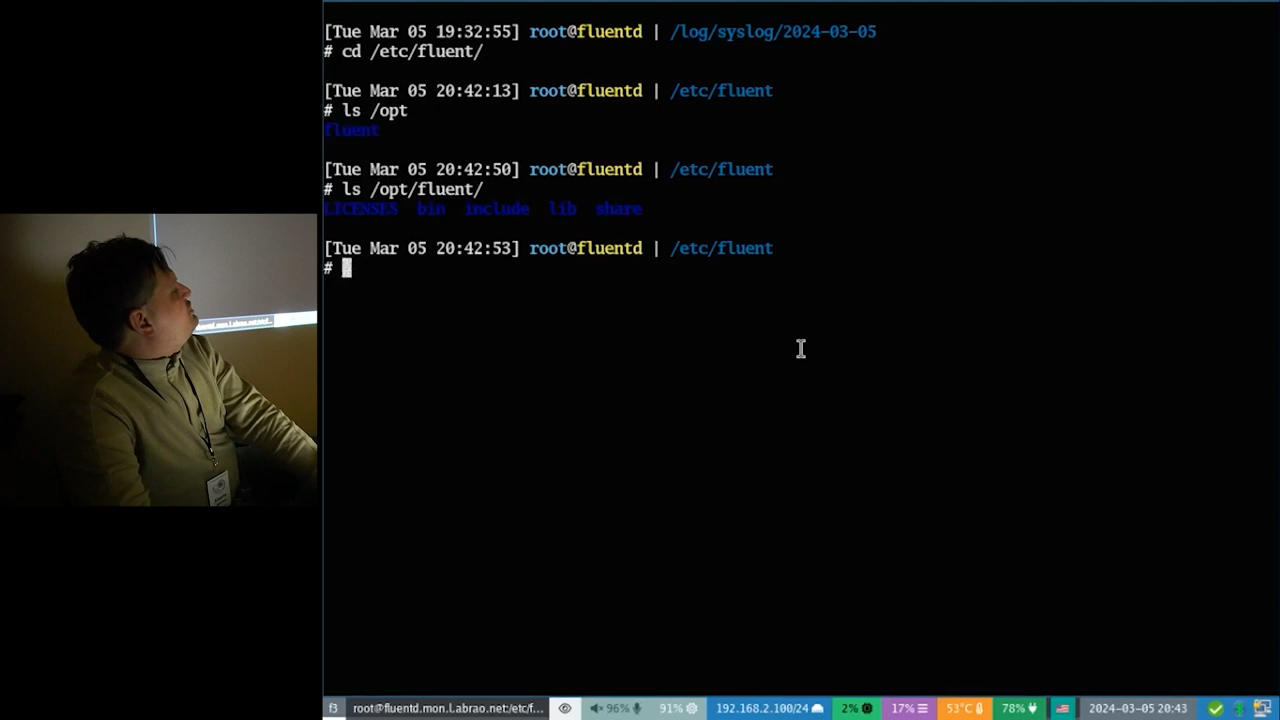 [Tue Mar 05 19:32:55] root@fluentd | /log/syslog/2024-03-05
# cd /etc/fluent/
[Tue Mar 05 20:42:13] root@fluentd | /etc/fluent
# ls /opt
fluent
[Tue Mar 05 20:42:50] root@fluentd | /etc/fluent
# ls /opt/fluent/
LICENSES bin include lib share
[Tue Mar 05 20:42:53] root@fluentd | /etc/fluent
#
f3 root@fluentd.mon.Labrao.net:/etc/f... 96% 91% 192.168.2.100/24 2% 17% 53°C 78% 2024-03-05 20:43